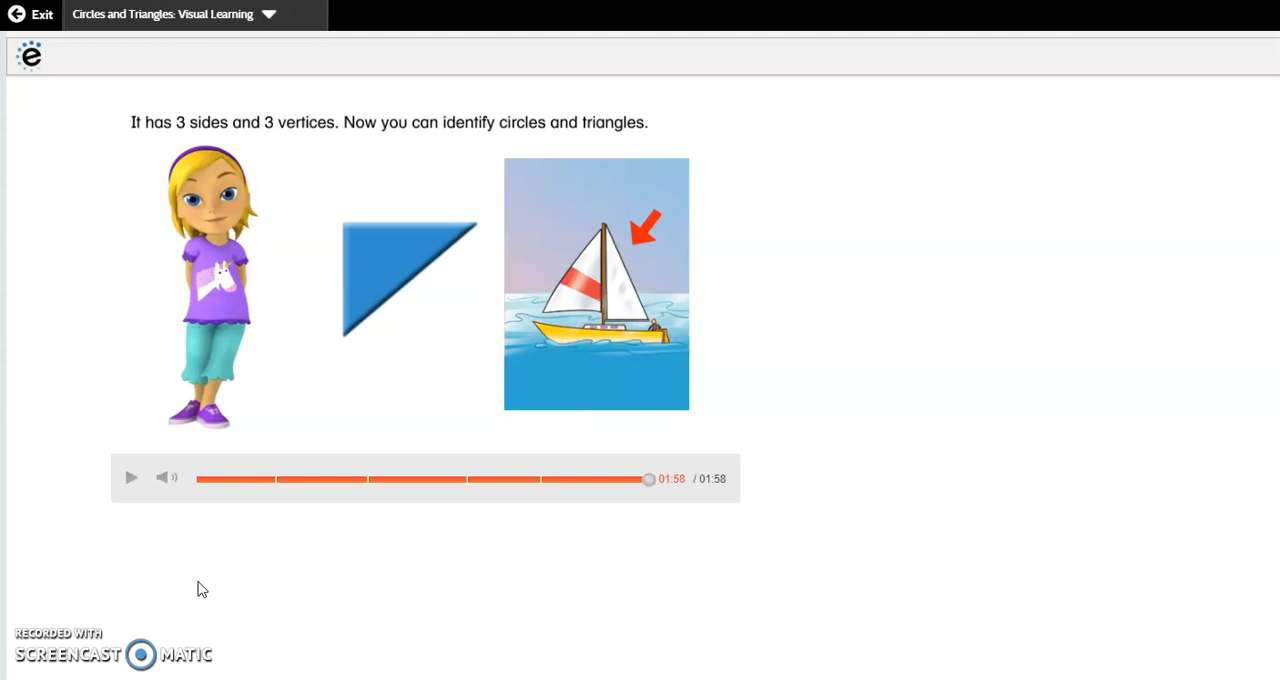 Exit
Circles and Triangles: Visual Learning
e
It has 3 sides and 3 vertices. Now you can identify circles and triangles.
01:58 / 01:58
RECORDED WITH
SCREENCAST MATIC